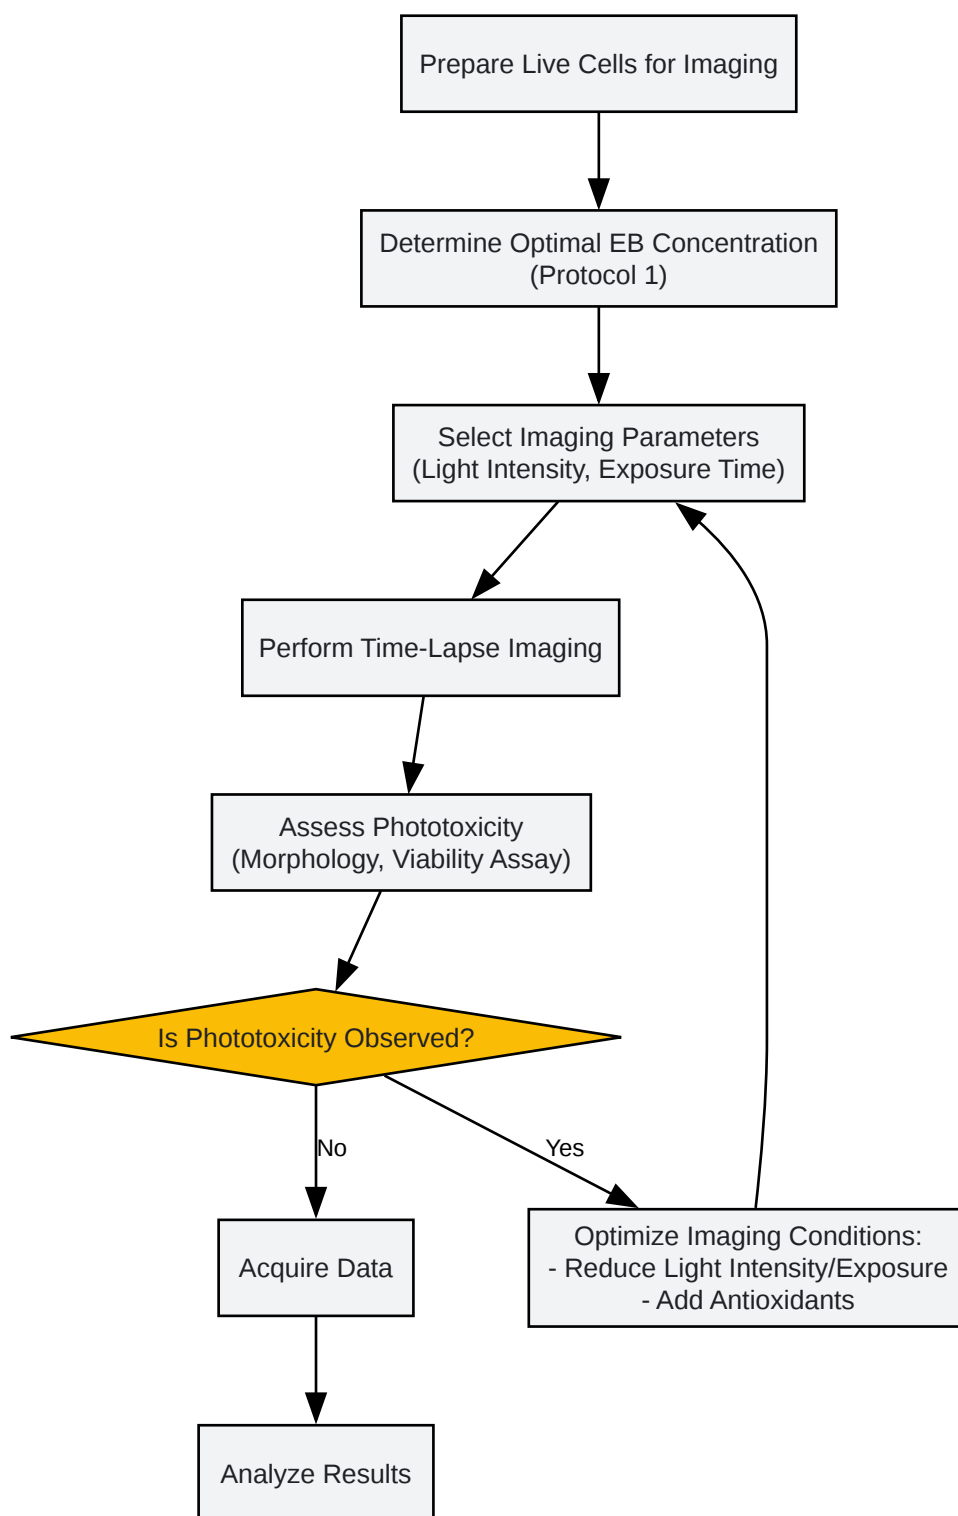 Prepare Live Cells for Imaging
Determine Optimal EB Concentration
(Protocol 1)
Select Imaging Parameters
(Light Intensity, Exposure Time)
Perform Time-Lapse Imaging
Assess Phototoxicity
(Morphology, Viability Assay)
Is Phototoxicity Observed?
No
Yes
Acquire Data
Optimize Imaging Conditions:
- Reduce Light Intensity/Exposure
- Add Antioxidants
Analyze Results